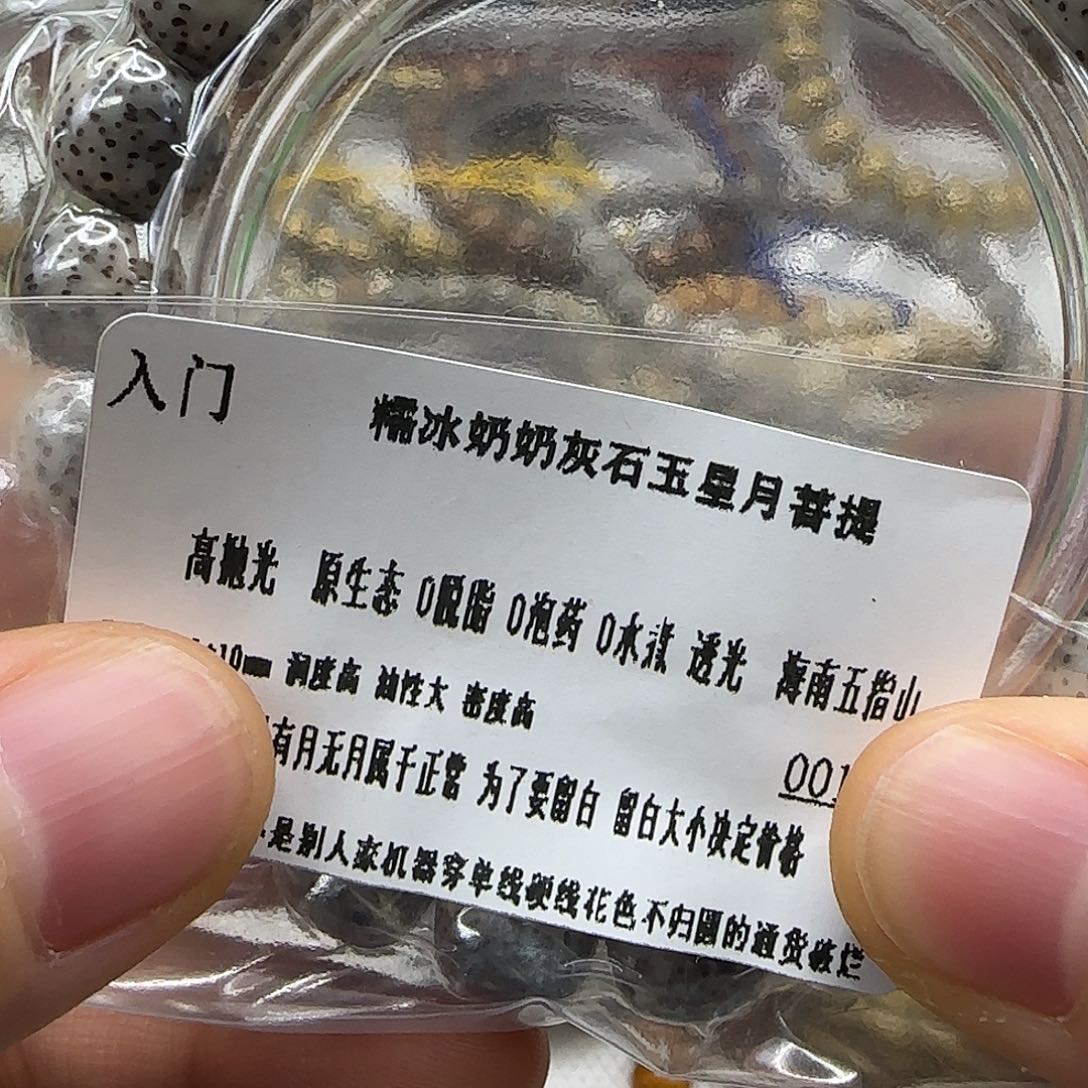 入门 糯冰奶奶灰石玉星月菩提
高抛光 原生态 0脱脂 0泡药 0水煮 透光 海南五指山
10mm 润度高 油性大 密度高
有月无月属于正常 为了要留白 留白大小决定价格
001
是别人家机器穿单线硬线花色不归圆的通货破烂